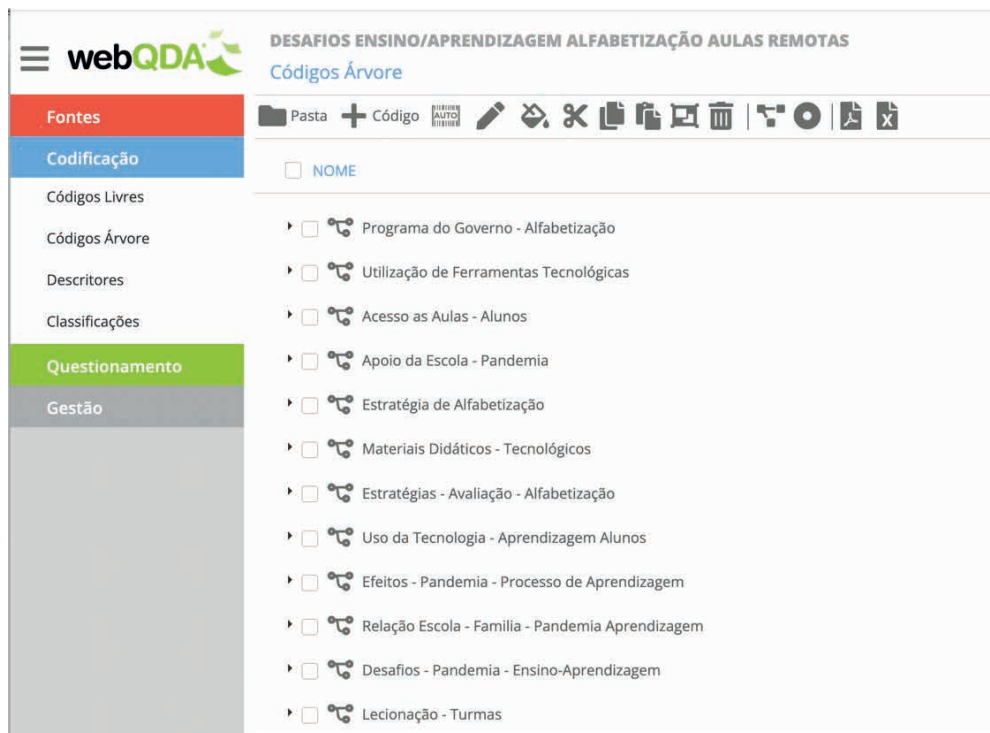 webQDA
DESAFIOS ENSINO/APRENDIZAGEM ALFABETIZAÇÃO AULAS REMOTAS
Códigos Árvore
Fontes
Codificação
Códigos Livres
Códigos Árvore
Descritores
Classificações
Questionamento
Gestão
Pasta Código AUTO
NOME
Programa do Governo - Alfabetização
Utilização de Ferramentas Tecnológicas
Acesso as Aulas - Alunos
Apoio da Escola - Pandemia
Estratégia de Alfabetização
Materiais Didáticos - Tecnológicos
Estratégias - Avaliação - Alfabetização
Uso da Tecnologia - Aprendizagem Alunos
Efeitos - Pandemia - Processo de Aprendizagem
Relação Escola - Familia - Pandemia Aprendizagem
Desafios - Pandemia - Ensino-Aprendizagem
Lecionação - Turmas